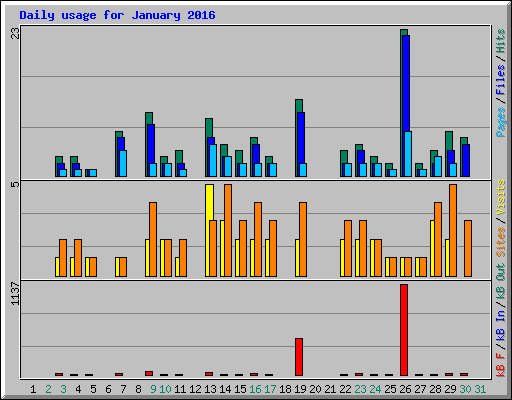 Daily usage for January 2016
23
5
1137
Pages / Files / Hits
Sites / Visits
kB F / kB In / kB Out
1 2 3 4 5 6 7 8 9 10 11 12 13 14 15 16 17 18 19 20 21 22 23 24 25 26 27 28 29 30 31